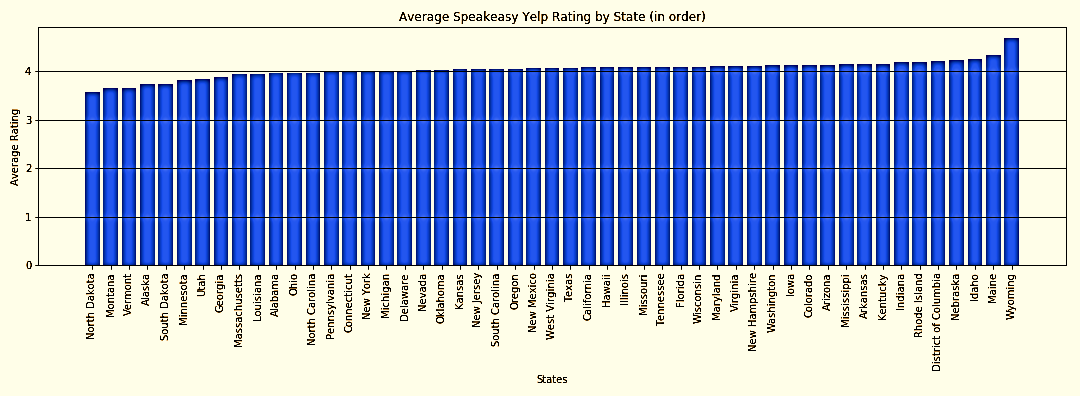 Average Speakeasy Yelp Rating by State (in order)
Average Rating
4
3
2
1
0
North Dakota
Montana
Vermont
Alaska
South Dakota
Minnesota
Utah
Georgia
Massachusetts
Louisiana
Alabama
Ohio
North Carolina
Pennsylvania
Connecticut
New York
Michigan
Delaware
Nevada
Oklahoma
Kansas
New Jersey
South Carolina
Oregon
New Mexico
West Virginia
Texas
California
Hawaii
Illinois
Missouri
Tennessee
Florida
Wisconsin
Maryland
Virginia
New Hampshire
Washington
Iowa
Colorado
Arizona
Mississippi
Arkansas
Kentucky
Indiana
Rhode Island
District of Columbia
Nebraska
Idaho
Maine
Wyoming
States